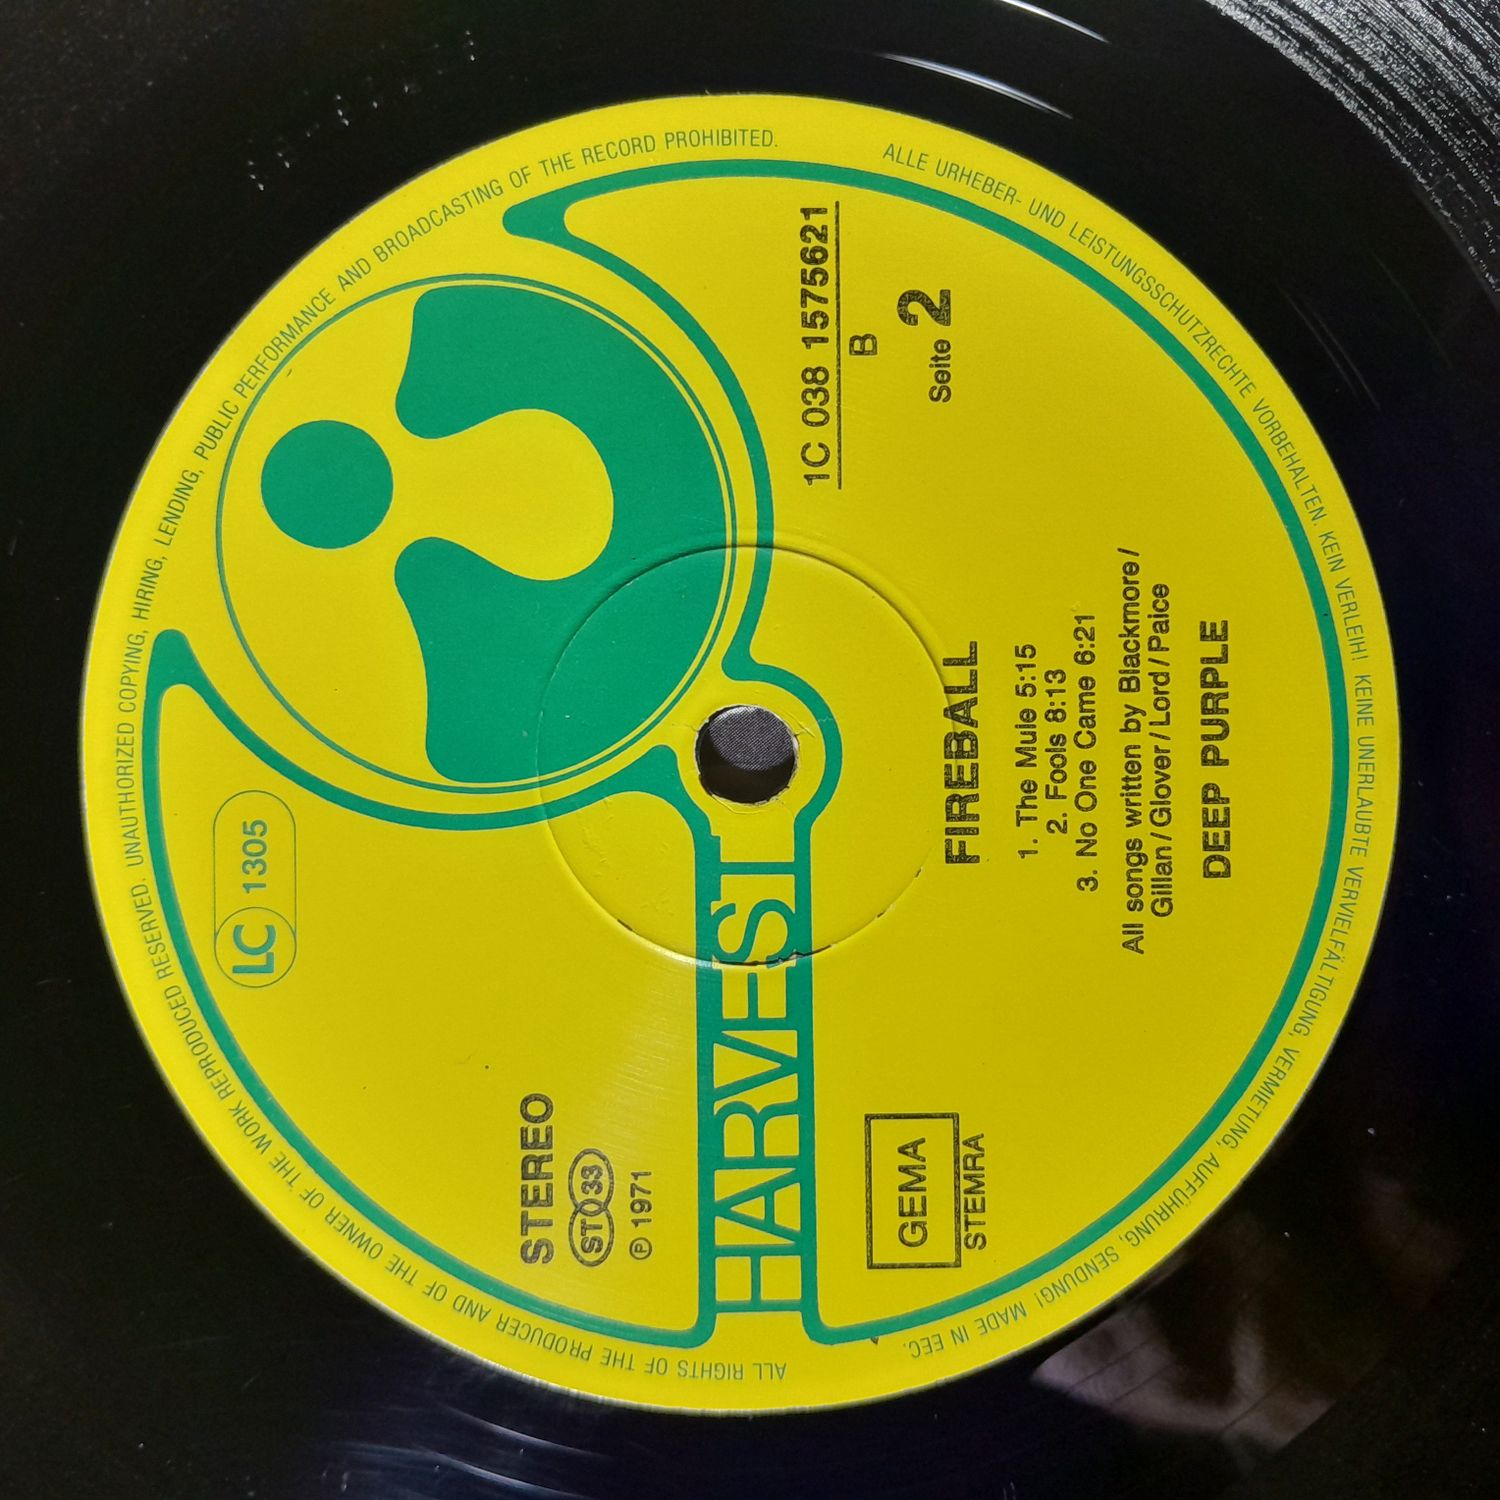 STEREO
ST 33
℗ 1971
LC 1305
HARVEST
1C 038 1575621
B
Seite 2
GEMA
STEMRA
FIREBALL
1. The Mule 5:15
2. Fools 8:13
3. No One Came 6:21
All songs written by Blackmore/
Gillan/Glover/Lord/Paice
DEEP PURPLE
ALL RIGHTS OF THE PRODUCER AND OF THE OWNER OF THE WORK REPRODUCED RESERVED. UNAUTHORIZED COPYING, HIRING, LENDING, PUBLIC PERFORMANCE AND BROADCASTING OF THE RECORD PROHIBITED.
ALLE URHEBER- UND LEISTUNGSSCHUTZRECHTE VORBEHALTEN. KEIN VERLEIH! KEINE UNERLAUBTE VERVIELFÄLTIGUNG, VERMIETUNG, AUFFÜHRUNG, SENDUNG! MADE IN EEC.